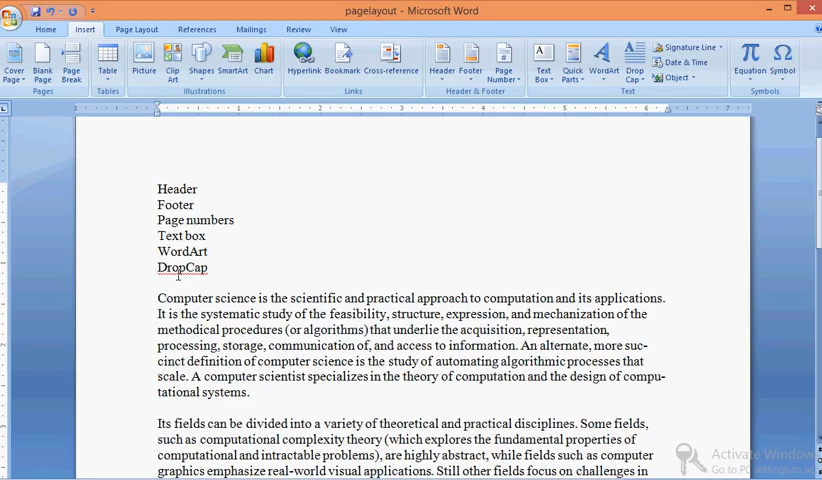 pagelayout - Microsoft Word
Home Insert Page Layout References Mailings Review View
Cover Page Blank Page Page Break Table Picture Clip Art Shapes SmartArt Chart Hyperlink Bookmark Cross-reference Header Footer Page Number Text Box Quick Parts WordArt Drop Cap Signature Line Date & Time Object Equation Symbol
Pages Tables Illustrations Links Header & Footer Text Symbols
1 2 3 4 5 6 7
Header
Footer
Page numbers
Text box
WordArt
DropCap
Computer science is the scientific and practical approach to computation and its applications.
It is the systematic study of the feasibility, structure, expression, and mechanization of the
methodical procedures (or algorithms) that underlie the acquisition, representation,
processing, storage, communication of, and access to information. An alternate, more suc-
cinct definition of computer science is the study of automating algorithmic processes that
scale. A computer scientist specializes in the theory of computation and the design of compu-
tational systems.
Its fields can be divided into a variety of theoretical and practical disciplines. Some fields,
such as computational complexity theory (which explores the fundamental properties of
computational and intractable problems), are highly abstract, while fields such as computer
graphics emphasize real-world visual applications. Still other fields focus on challenges in
Activate Window
Go to PC settings to ac